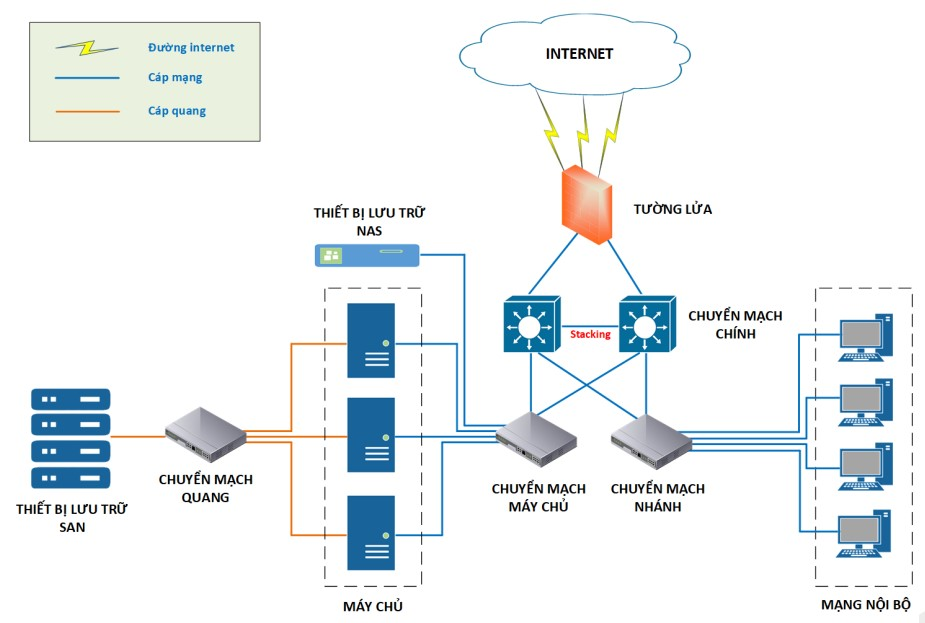 Đường internet
Cáp mạng
Cáp quang
INTERNET
TƯỜNG LỬA
THIẾT BỊ LƯU TRỮ
NAS
CHUYỂN MẠCH
CHÍNH
Stacking
CHUYỂN MẠCH
QUANG
THIẾT BỊ LƯU TRỮ
SAN
CHUYỂN MẠCH
MÁY CHỦ
CHUYỂN MẠCH
NHÁNH
MÁY CHỦ
MẠNG NỘI BỘ